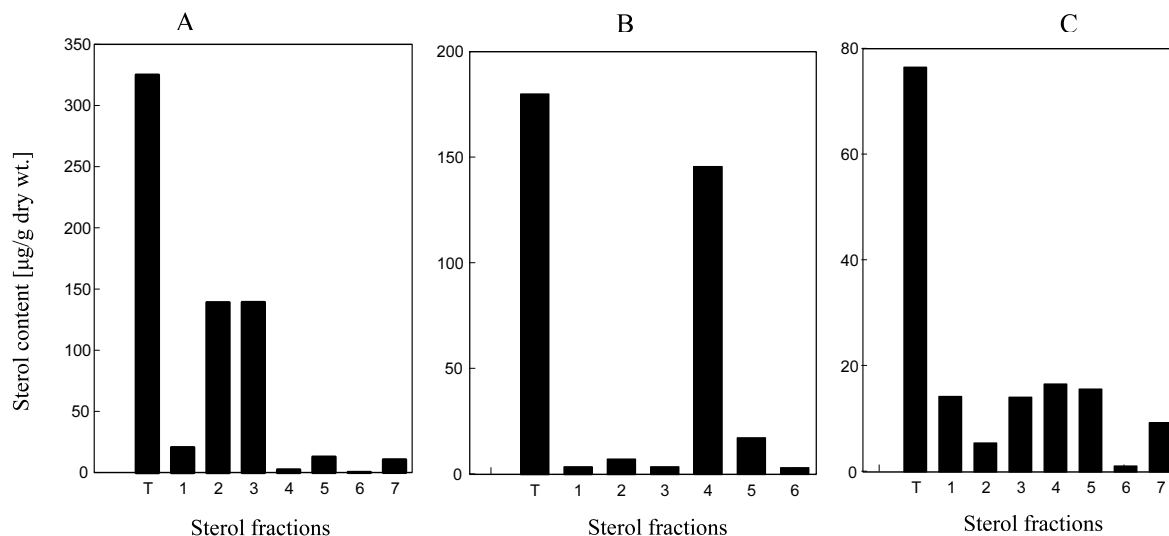 A
B
C
Sterol content [µg/g dry wt.]
350
300
250
200
150
100
50
0
T 1 2 3 4 5 6 7
Sterol fractions
200
150
100
50
0
T 1 2 3 4 5 6
Sterol fractions
80
60
40
20
0
T 1 2 3 4 5 6 7
Sterol fractions